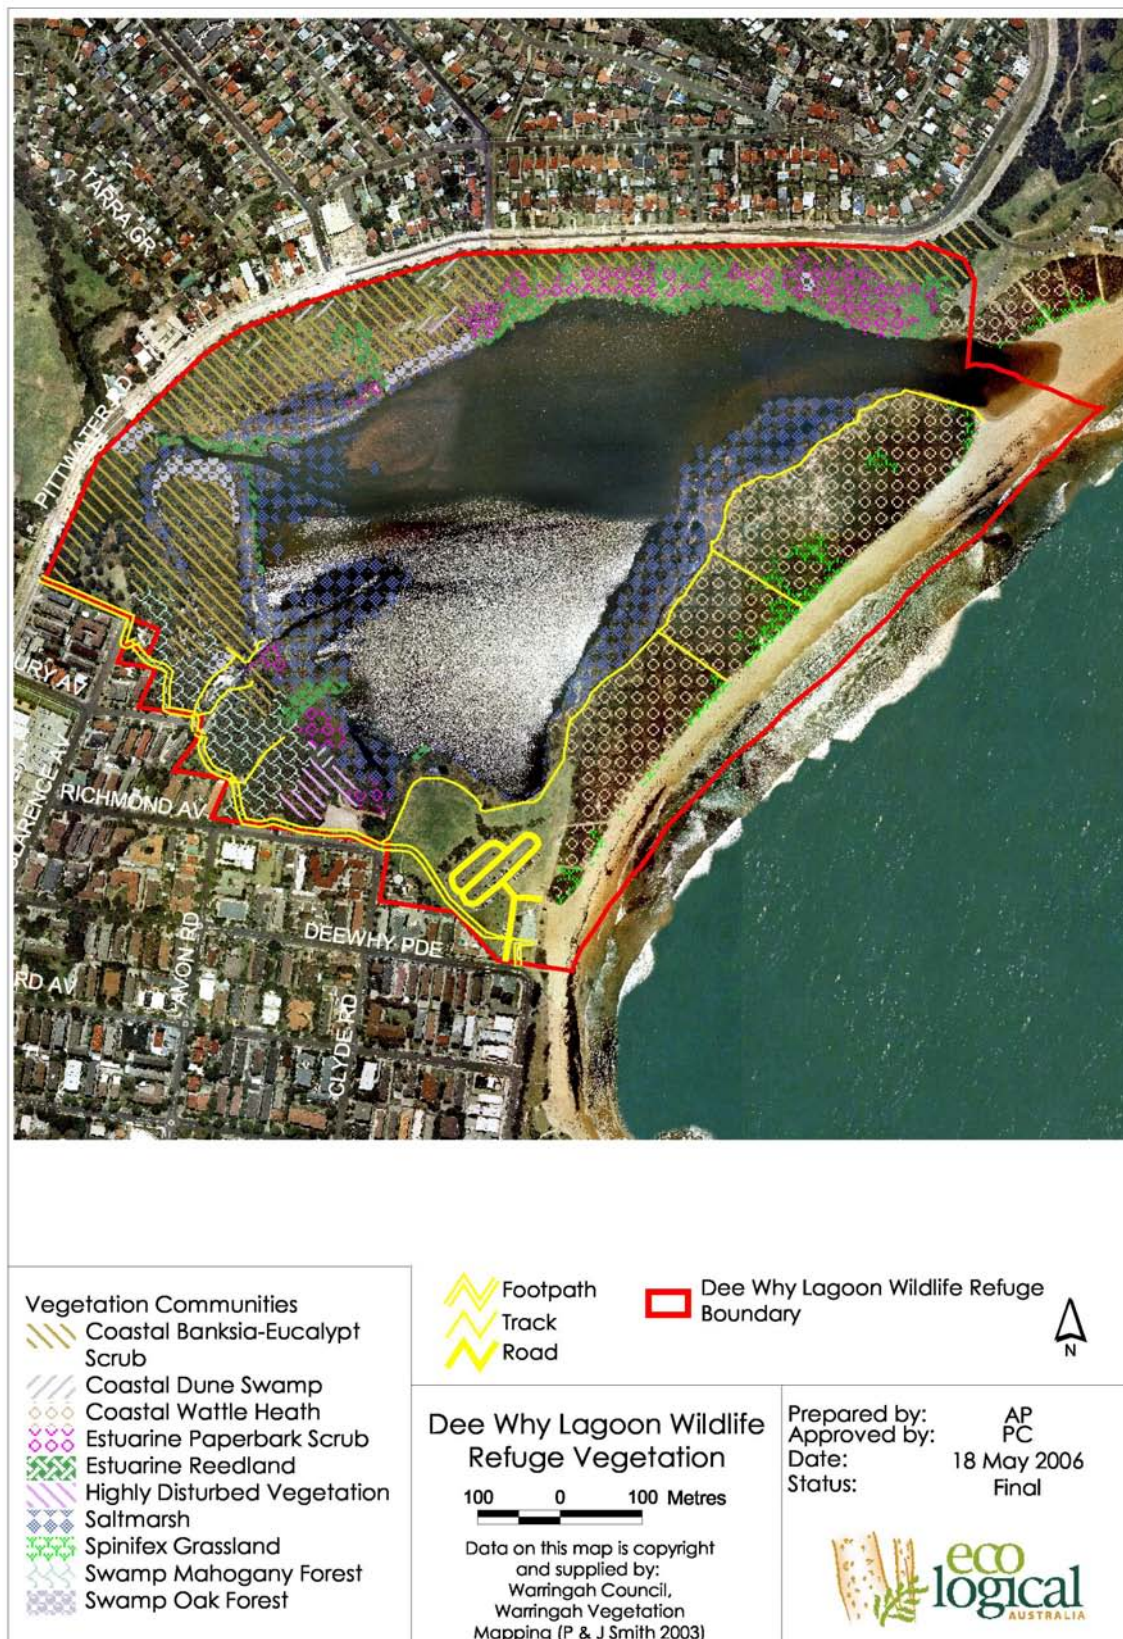 TARRA CR
PITTWATER RD
URY AV
CLARENCE AV
RICHMOND AV
AVON RD
DEEWHY PDE
RD AV
CLYDE RD
Vegetation Communities
Coastal Banksia-Eucalypt
Scrub
Coastal Dune Swamp
Coastal Wattle Heath
Estuarine Paperbark Scrub
Estuarine Reedland
Highly Disturbed Vegetation
Saltmarsh
Spinifex Grassland
Swamp Mahogany Forest
Swamp Oak Forest
Footpath
Track
Road
Dee Why Lagoon Wildlife Refuge
Boundary
N
Dee Why Lagoon Wildlife
Refuge Vegetation
100 0 100 Metres
Data on this map is copyright
and supplied by:
Warringah Council,
Warringah Vegetation
Mapping (P & J Smith 2003)
Prepared by: AP
Approved by: PC
Date: 18 May 2006
Status: Final
eco
logical
AUSTRALIA